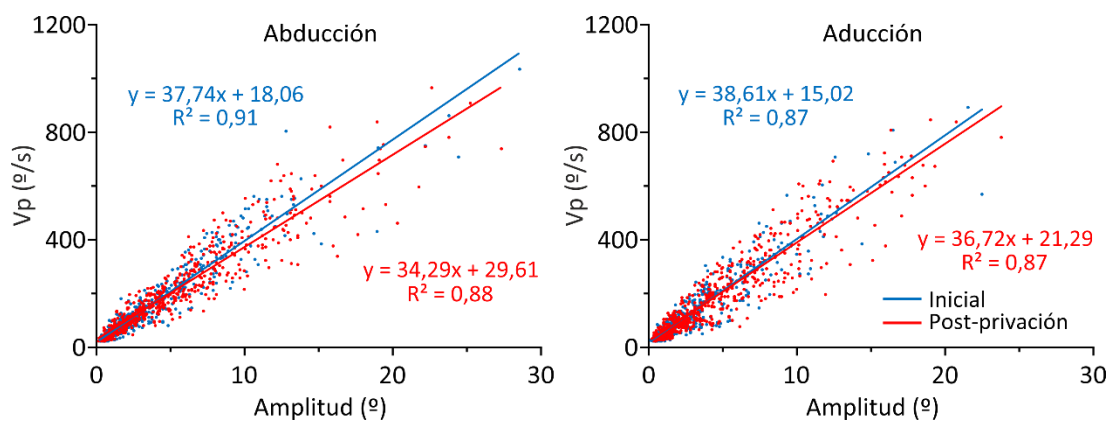 Abducción
1200
800
400
0
Vp (º/s)
y = 37,74x + 18,06
R² = 0,91
y = 34,29x + 29,61
R² = 0,88
0 10 20 30
Amplitud (º)
Aducción
1200
800
400
0
Vp (º/s)
y = 38,61x + 15,02
R² = 0,87
y = 36,72x + 21,29
R² = 0,87
Inicial
Post-privación
0 10 20 30
Amplitud (º)